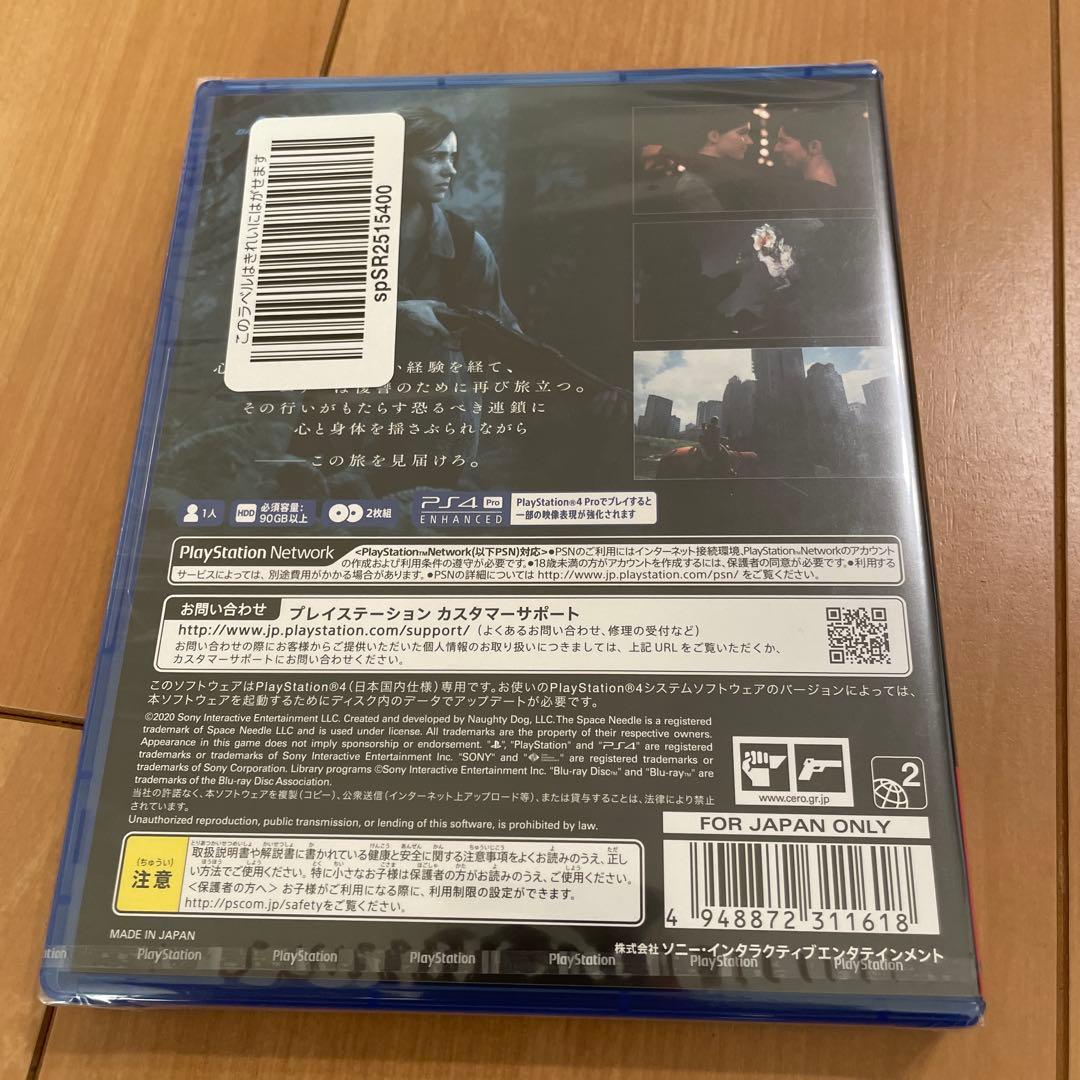 このラベルはきれいにはがせます
spSR2515400
経験を経て、
復讐のために再び旅立つ。
その行いがもたらす恐るべき連鎖に
心と身体を揺さぶられながら
――この旅を見届けろ。
1人
HDD 必須容量: 90GB以上
2枚組
PS4 Pro ENHANCED
PlayStation®4 Proでプレイすると
一部の映像表現が強化されます
PlayStation Network
<PlayStation™Network(以下PSN)対応>●PSNのご利用にはインターネット接続環境、PlayStation™Networkのアカウント
の作成および利用条件の遵守が必要です。●18歳未満の方がアカウントを作成するには、保護者の同意が必要です。●利用する
サービスによっては、別途費用がかかる場合があります。●PSNの詳細については http://www.jp.playstation.com/psn/ をご覧ください。
お問い合わせ プレイステーション カスタマーサポート
http://www.jp.playstation.com/support/ (よくあるお問い合わせ、修理の受付など)
お問い合わせの際にお客様からご提供いただいた個人情報のお取り扱いにつきましては、上記URLをご覧いただくか、
カスタマーサポートにお問い合わせください。
このソフトウェアはPlayStation®4(日本国内仕様)専用です。お使いのPlayStation®4システムソフトウェアのバージョンによっては、
本ソフトウェアを起動するためにディスク内のデータでアップデートが必要です。
©2020 Sony Interactive Entertainment LLC. Created and developed by Naughty Dog, LLC. The Space Needle is a registered
trademark of Space Needle LLC and is used under license. All trademarks are the property of their respective owners.
Appearance in this game does not imply sponsorship or endorsement. "PS", "PlayStation" and "PS4" are registered
trademarks or trademarks of Sony Interactive Entertainment Inc. "SONY" and " " are registered trademarks or trademarks
of Sony Corporation. Library programs ©Sony Interactive Entertainment Inc. "Blu-ray Disc™" and "Blu-ray™" are
trademarks of the Blu-ray Disc Association.
当社の許諾なく、本ソフトウェアを複製(コピー)、公衆送信(インターネット上アップロード等)、または貸与することは、法律により禁止
されています。
Unauthorized reproduction, public transmission, or lending of this software, is prohibited by law.
www.cero.gr.jp
2
FOR JAPAN ONLY
4 948872 311618
(ちゅうい)
注意
取扱説明書や解説書に書かれている健康と安全に関する注意事項をよくお読みのうえ、正し
い方法でご使用ください。特に小さなお子様は保護者の方がお読みのうえ、ご使用ください。
<保護者の方へ> お子様がご利用になる際に、利用制限の設定ができます。
http://pscom.jp/safetyをご覧ください。
MADE IN JAPAN
株式会社 ソニー・インタラクティブエンタテインメント
PlayStation PlayStation PlayStation PlayStation PlayStation PlayStation